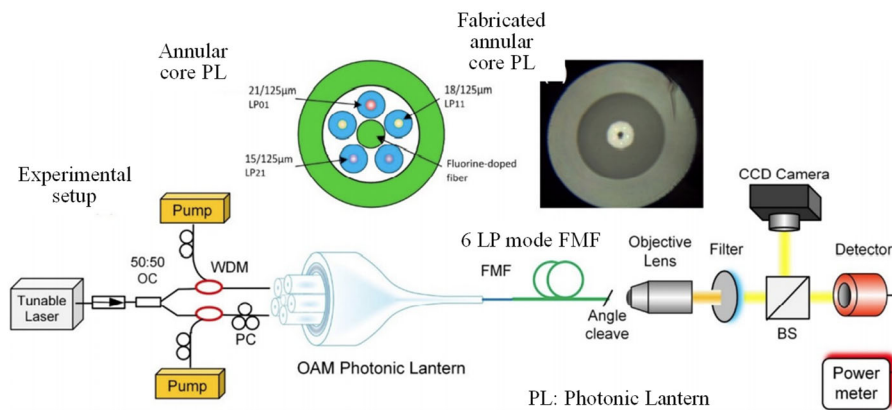 Annular
core PL
Fabricated
annular
core PL
21/125µm
LP01
18/125µm
LP11
15/125µm
LP21
Fluorine-doped
fiber
Experimental
setup
Pump
50:50
OC
WDM
Tunable
Laser
PC
Pump
OAM Photonic Lantern
6 LP mode FMF
FMF
Angle
cleave
Objective
Lens
Filter
CCD Camera
BS
Detector
Power
meter
PL: Photonic Lantern